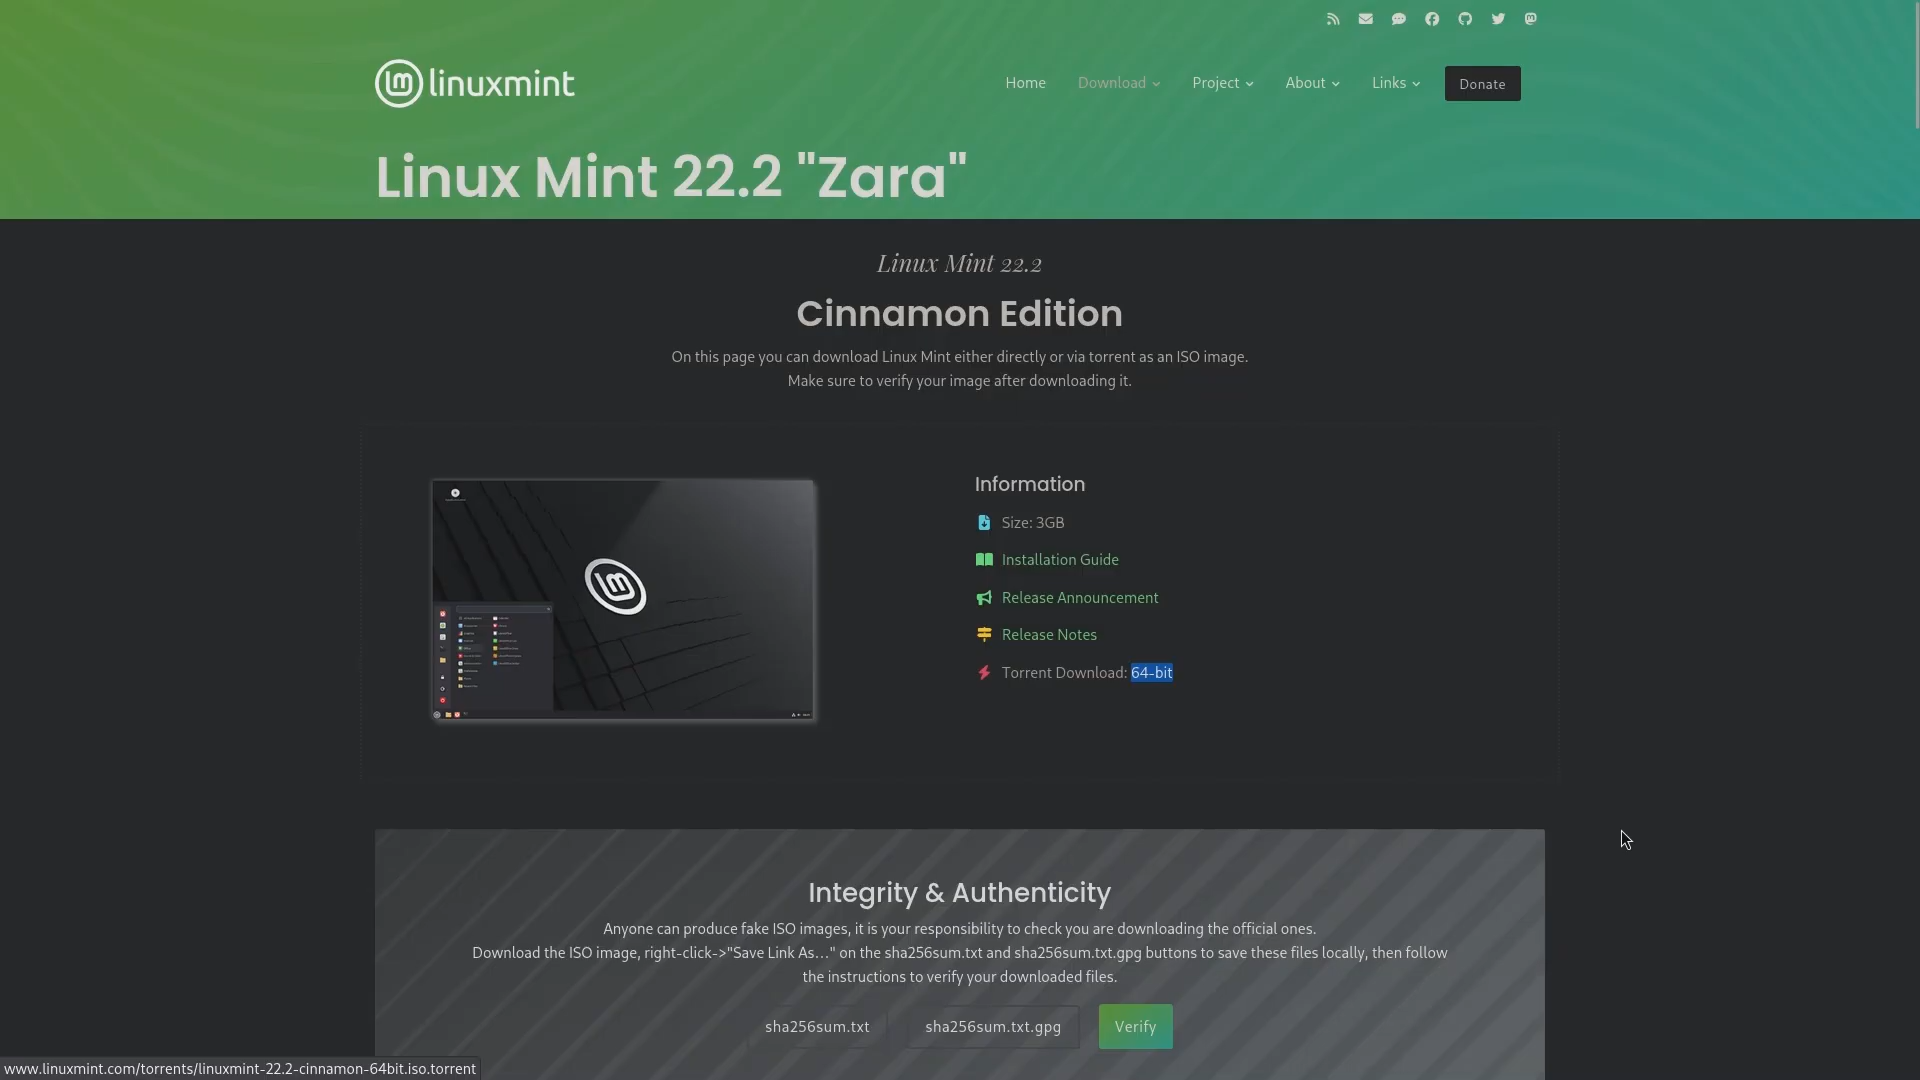 linuxmint
Home Download Project About Links Donate
Linux Mint 22.2 "Zara"
Linux Mint 22.2
Cinnamon Edition
On this page you can download Linux Mint either directly or via torrent as an ISO image.
Make sure to verify your image after downloading it.
Information
Size: 3GB
Installation Guide
Release Announcement
Release Notes
Torrent Download: 64-bit
Integrity & Authenticity
Anyone can produce fake ISO images, it is your responsibility to check you are downloading the official ones.
Download the ISO image, right-click->"Save Link As..." on the sha256sum.txt and sha256sum.txt.gpg buttons to save these files locally, then follow
the instructions to verify your downloaded files.
sha256sum.txt sha256sum.txt.gpg Verify
www.linuxmint.com/torrents/linuxmint-22.2-cinnamon-64bit.iso.torrent